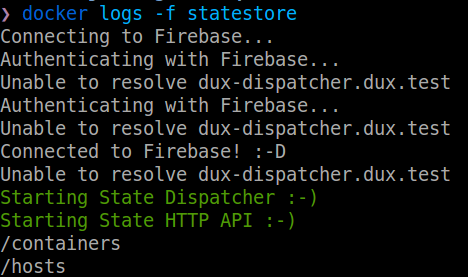 ❯ docker logs -f statestore
Connecting to Firebase...
Authenticating with Firebase...
Unable to resolve dux-dispatcher.dux.test
Authenticating with Firebase...
Unable to resolve dux-dispatcher.dux.test
Connected to Firebase! :-D
Unable to resolve dux-dispatcher.dux.test
Starting State Dispatcher :-)
Starting State HTTP API :-)
/containers
/hosts